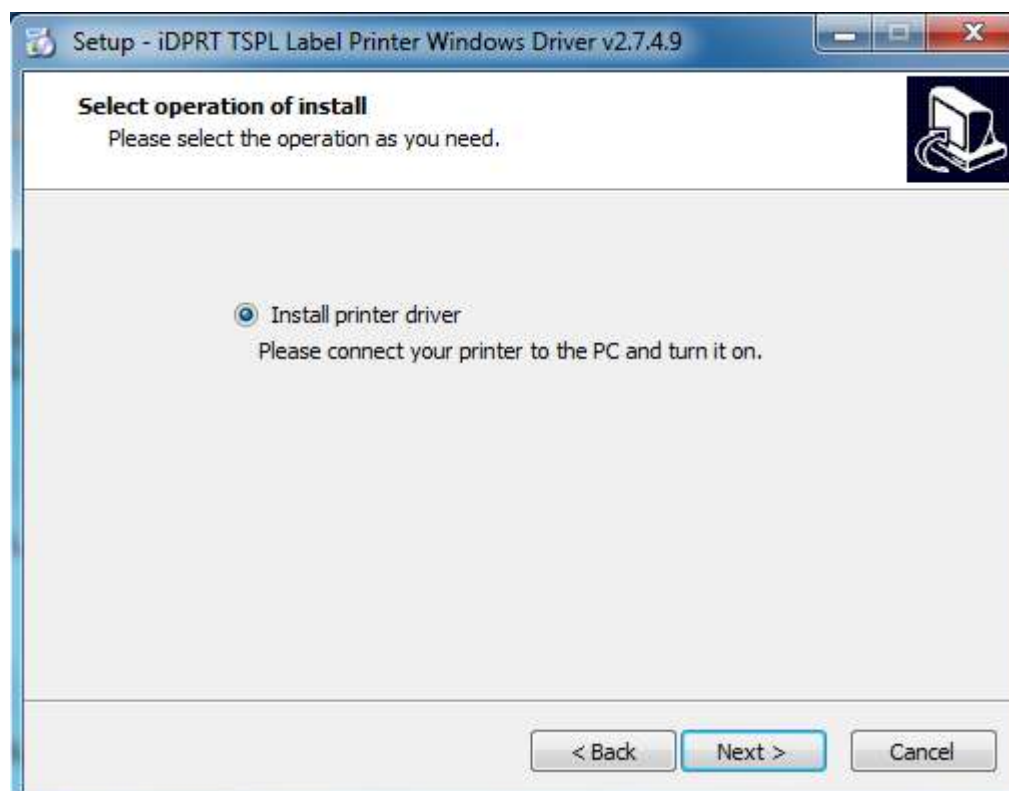 Setup - iDPRT TSPL Label Printer Windows Driver v2.7.4.9
Select operation of install
Please select the operation as you need.
Install printer driver
Please connect your printer to the PC and turn it on.
< Back Next > Cancel